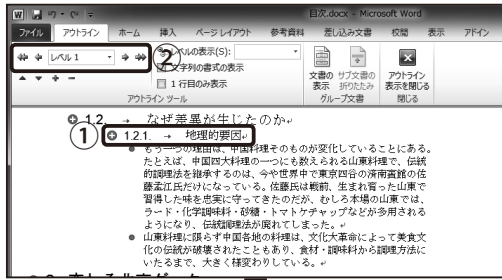 目次.docx - Microsoft Word
ファイル アウトライン ホーム 挿入 ページ レイアウト 参考資料 差し込み文書 校閲 表示 アドイン
レベル 1 ② レベルの表示(S):
文字列の書式の表示
1 行目のみ表示
文書の表示 サブ文書の折りたたみ アウトライン表示を閉じる
アウトライン ツール グループ文書 閉じる
1.2. → なぜ差異が生じたのか
① 1.2.1. → 地理的要因
もう一つの理由は、中国料理そのものが変化していることにある。
たとえば、中国四大料理の一つにも数えられる山東料理で、伝統
的調理法を継承するのは、今や世界中で東京四谷の済南賓館の佐
藤孟江氏だけになっている。佐藤氏は戦前、生まれ育った山東で
習得した味を忠実に守ってきたのだが、むしろ本場の山東では、
ラード・化学調味料・砂糖・トマトケチャップなどが多用される
ようになり、伝統調理法が廃れてしまった。
山東料理に限らず中国各地の料理は、文化大革命によって美食文
化の伝統が破壊されたこともあり、食材・調味料から調理方法に
いたるまで、大きく様変わりしている。